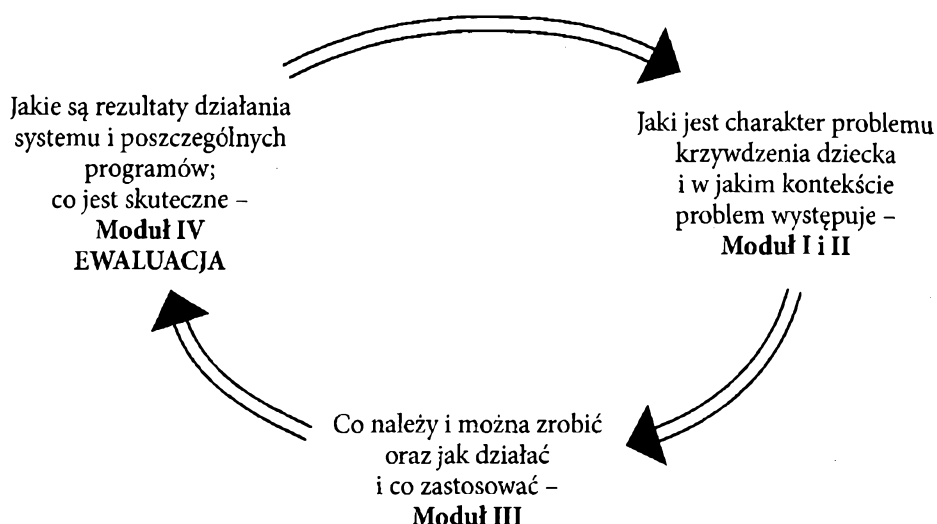 Jakie są rezultaty działania
systemu i poszczególnych
programów;
co jest skuteczne –
Moduł IV
EWALUACJA
Jaki jest charakter problemu
krzywdzenia dziecka
i w jakim kontekście
problem występuje –
Moduł I i II
Co należy i można zrobić
oraz jak działać
i co zastosować –
Moduł III